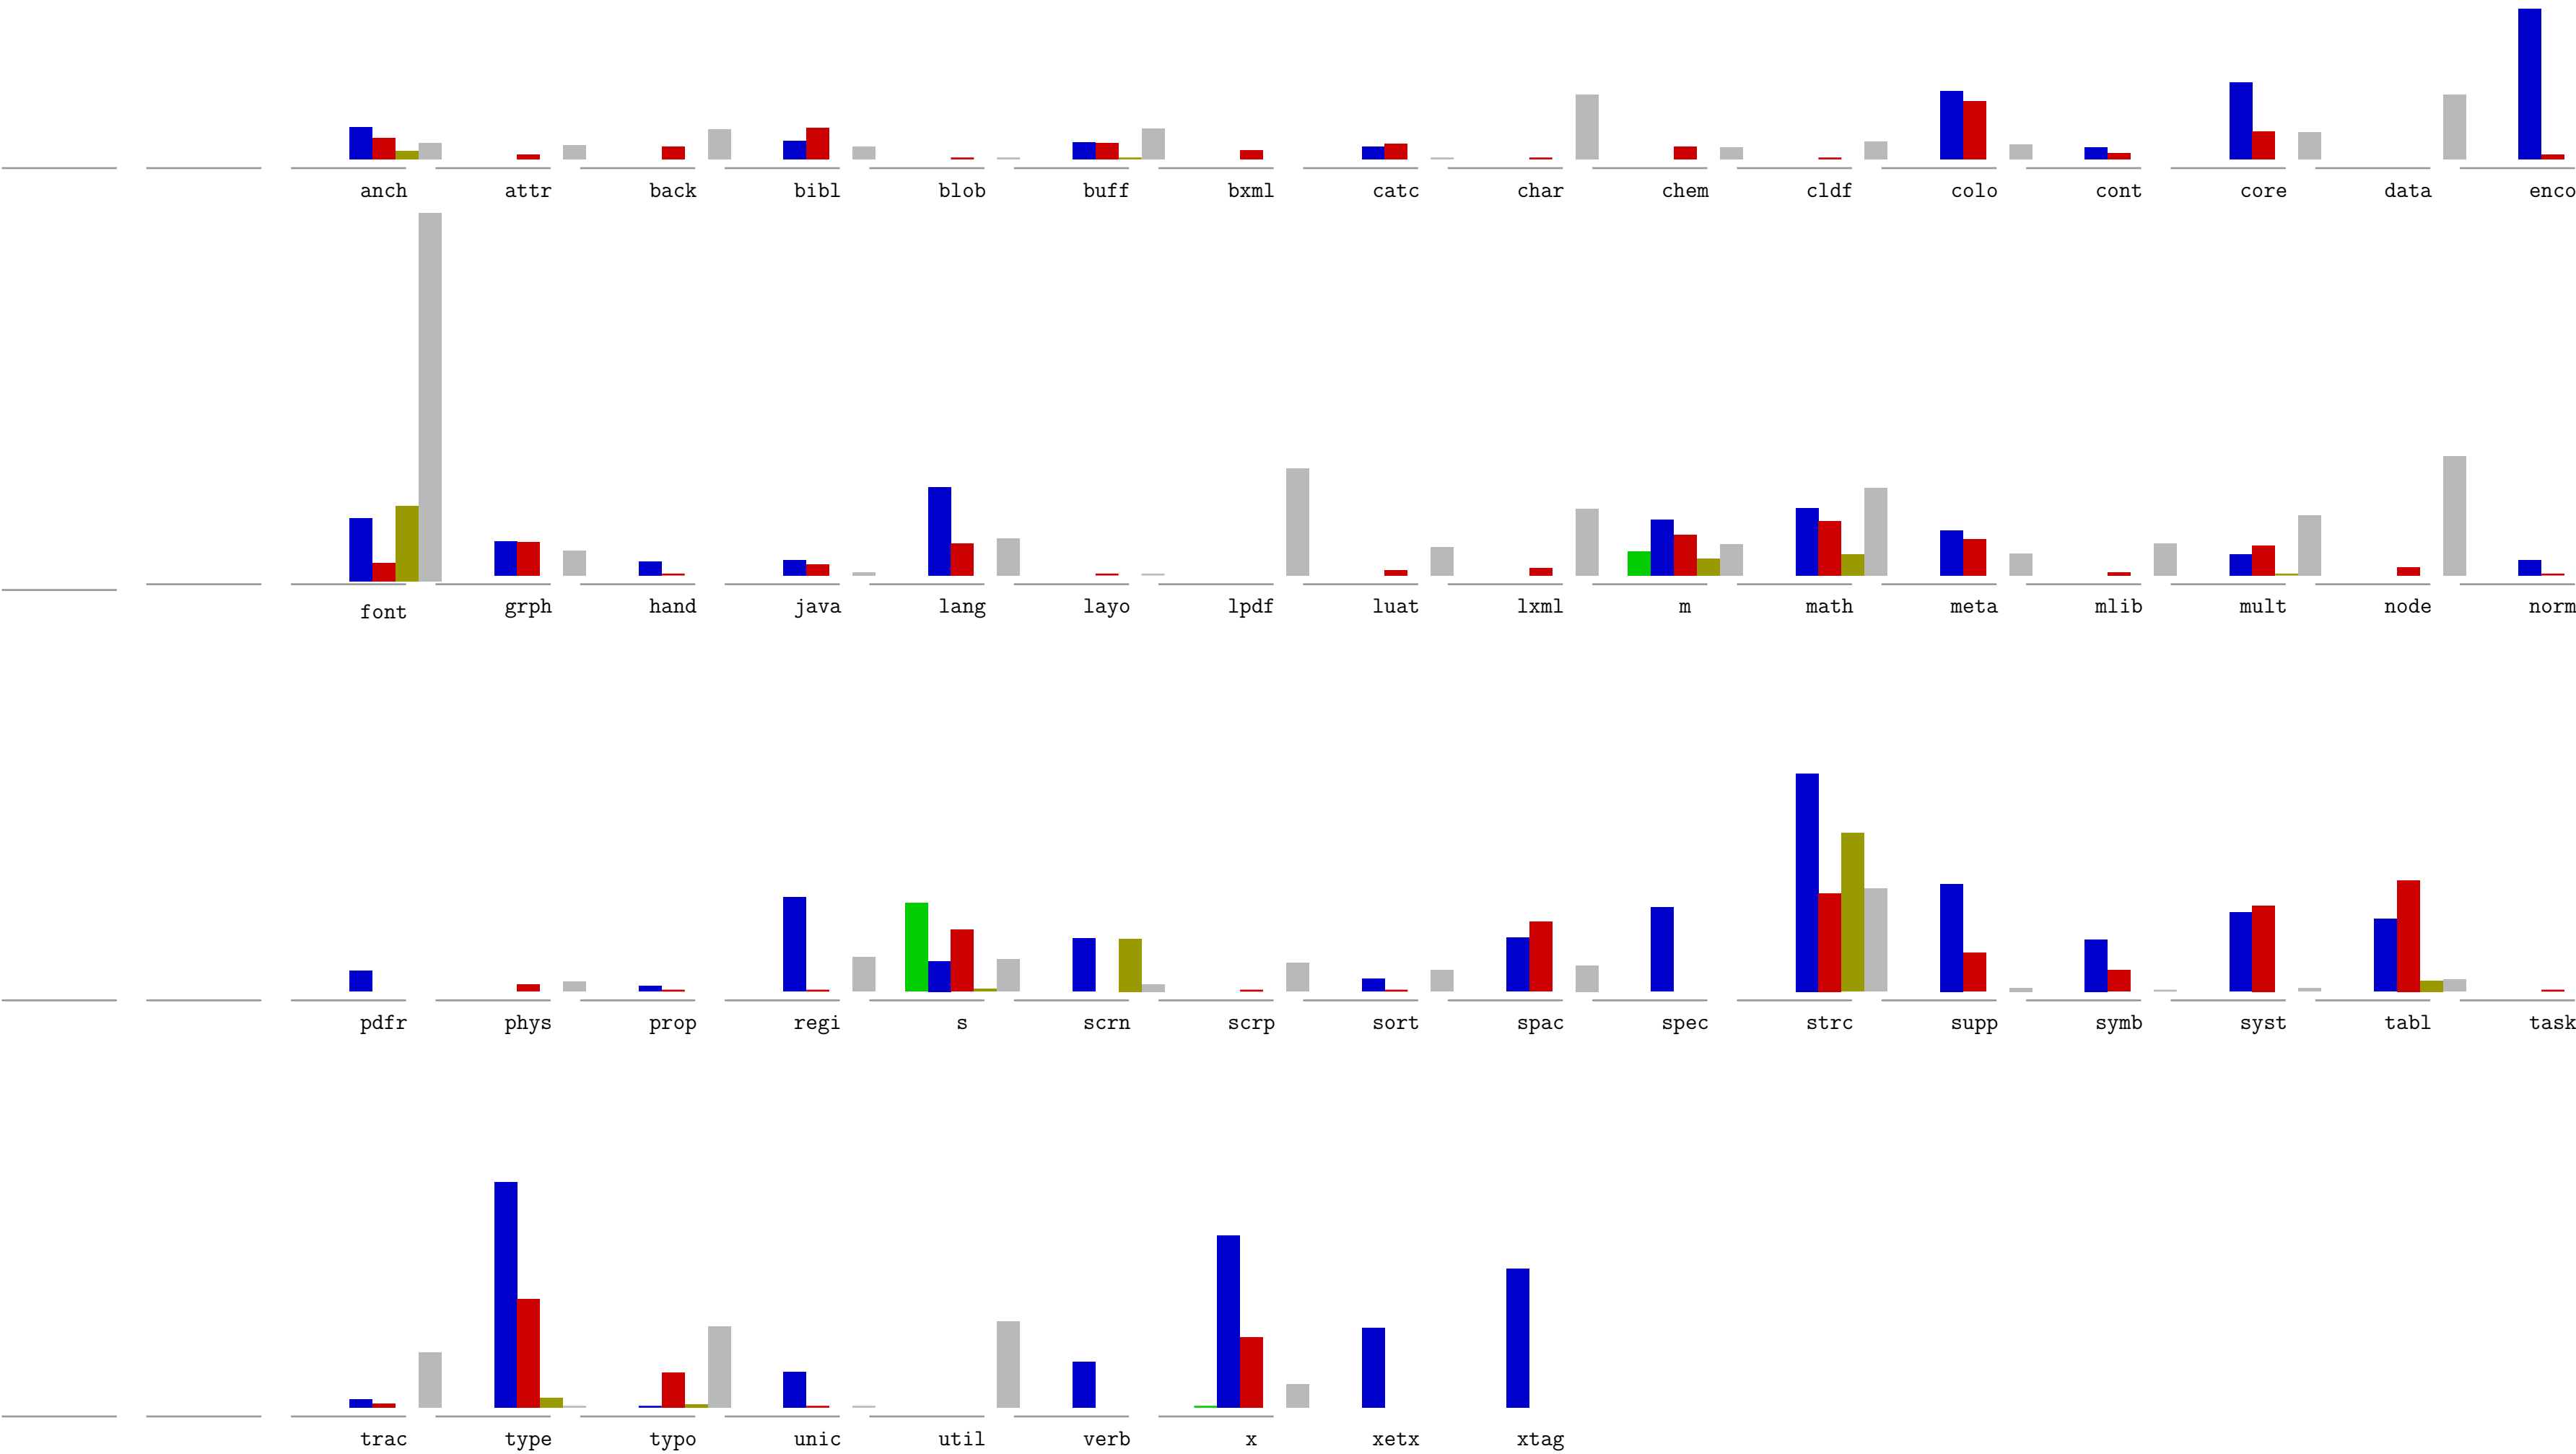 anch attr back bibl blob buff bxml catc char chem cldf colo cont core data enco
font grph hand java lang layo lpdf luat lxml m math meta mlib mult node norm
pdfr phys prop regi s scrn scrp sort spac spec strc supp symb syst tabl task
trac type typo unic util verb x xetx xtag